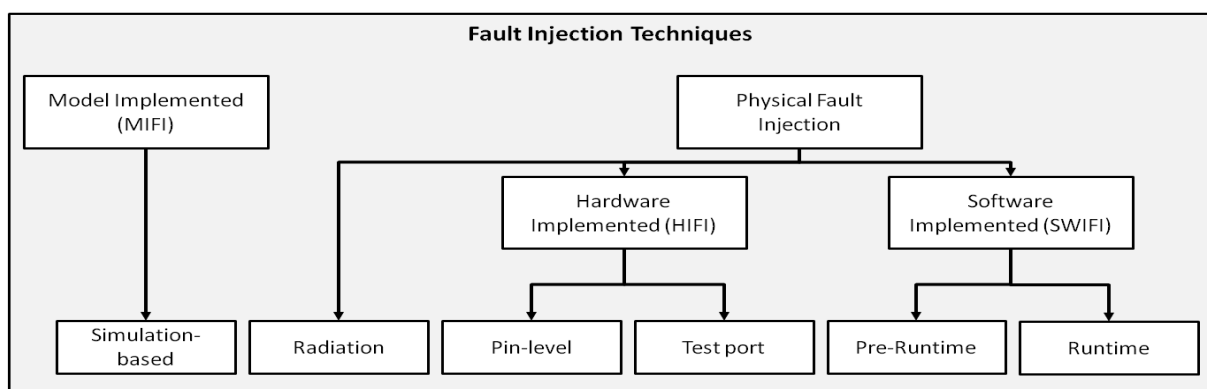 Fault Injection Techniques
Model Implemented
(MIFI)
Physical Fault
Injection
Hardware
Implemented (HIFI)
Software
Implemented (SWIFI)
Simulation-
based
Radiation
Pin-level
Test port
Pre-Runtime
Runtime